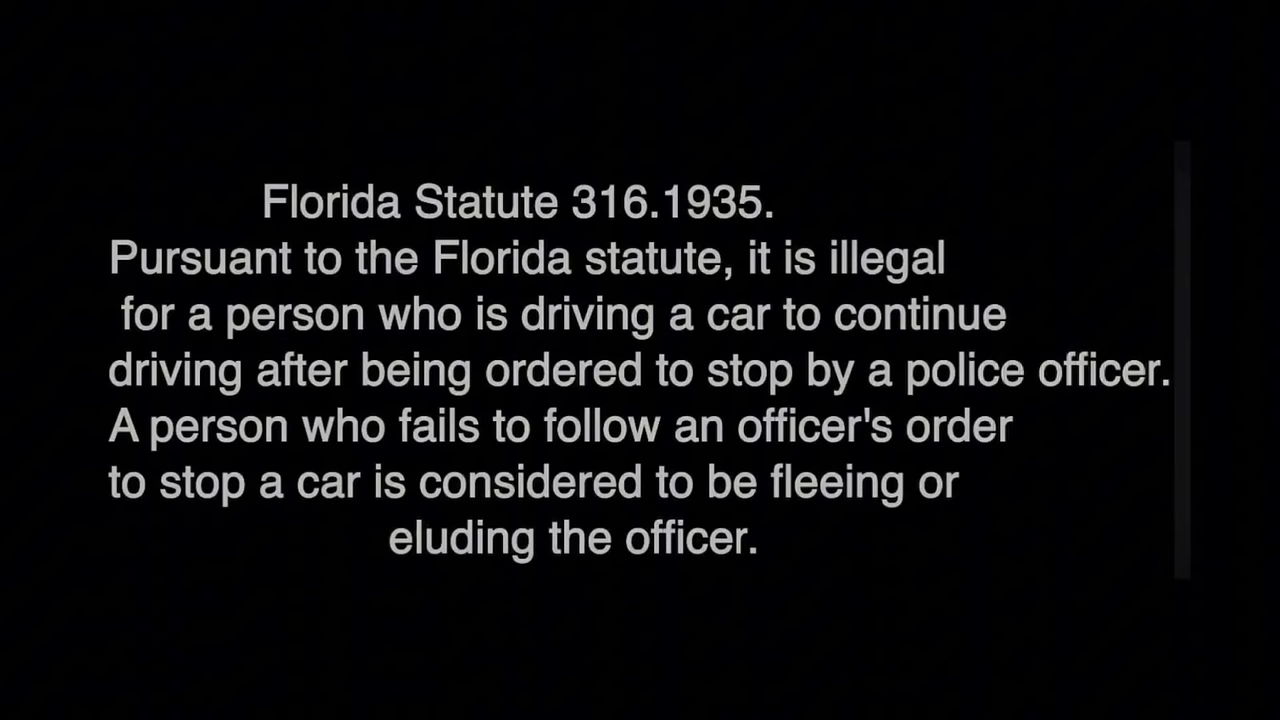 Florida Statute 316.1935.
Pursuant to the Florida statute, it is illegal
for a person who is driving a car to continue
driving after being ordered to stop by a police officer.
A person who fails to follow an officer's order
to stop a car is considered to be fleeing or
eluding the officer.